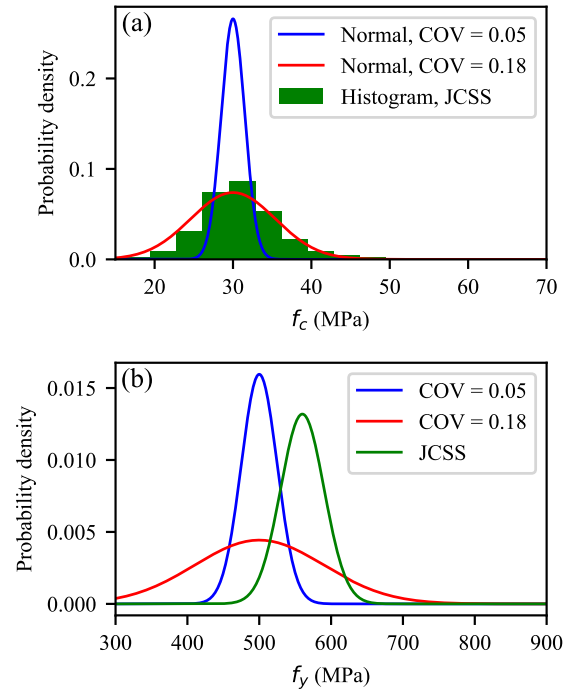 (a)
Normal, COV = 0.05
Normal, COV = 0.18
Histogram, JCSS
Probability density
0.2
0.1
0.0
20 30 40 50 60 70
f_c (MPa)
(b)
COV = 0.05
COV = 0.18
JCSS
Probability density
0.015
0.010
0.005
0.000
300 400 500 600 700 800 900
f_y (MPa)